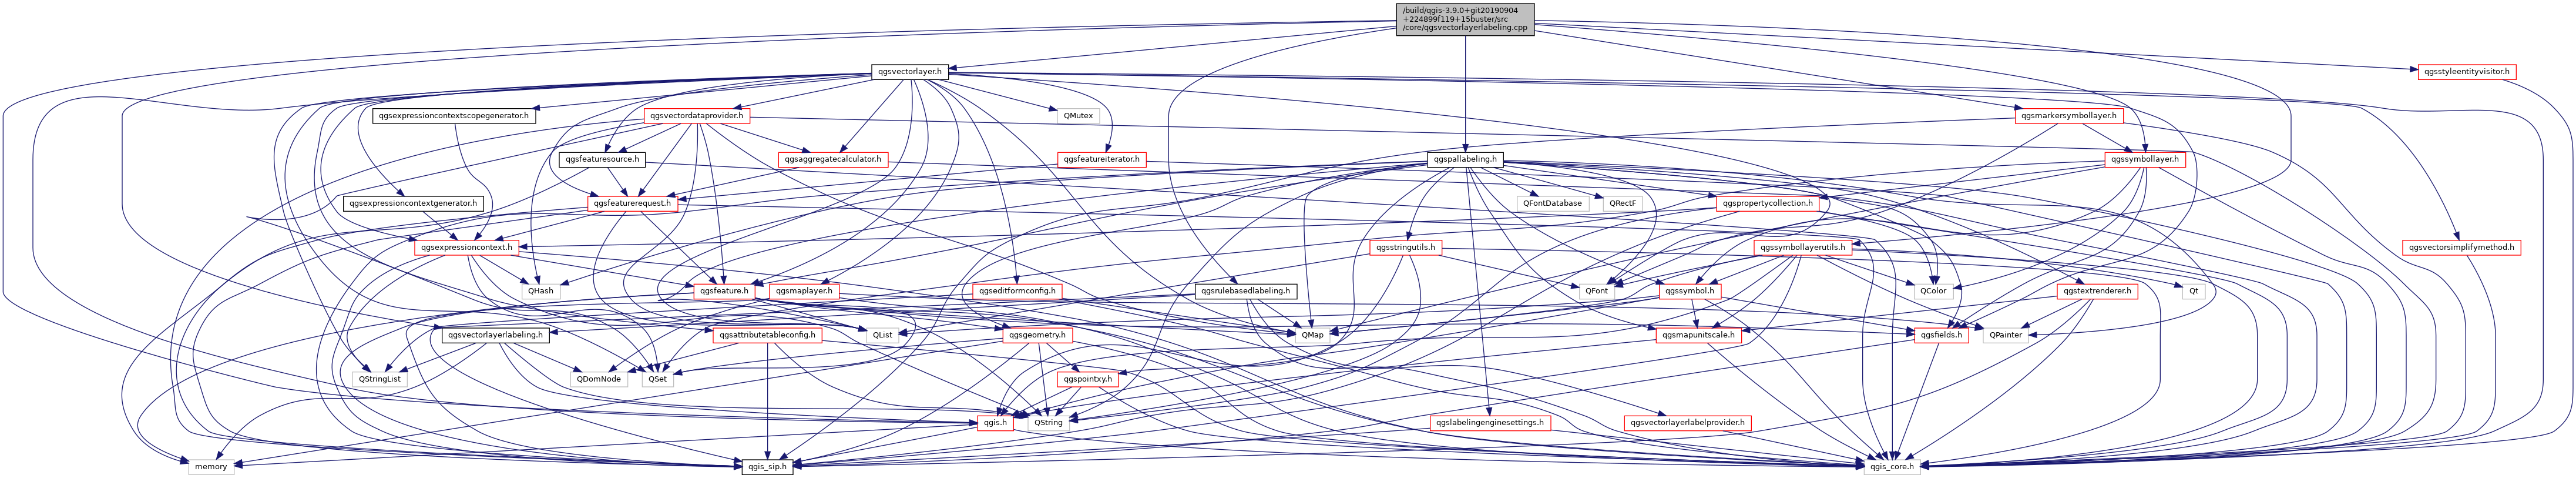 /build/qgis-3.9.0+git20190904
+224899f119+15buster/src
/core/qgsvectorlayerlabeling.cpp
qgsvectorlayer.h
qgsstyleentityvisitor.h
qgsexpressioncontextscopegenerator.h
qgsvectordataprovider.h
QMutex
qgsmarkersymbollayer.h
qgsfeaturesource.h
qgsaggregatecalculator.h
qgsfeatureiterator.h
qgspallabeling.h
qgssymbollayer.h
qgsexpressioncontextgenerator.h
qgsfeaturerequest.h
QFontDatabase
QRectF
qgspropertycollection.h
qgsexpressioncontext.h
qgsstringutils.h
qgssymbollayerutils.h
qgsvectorsimplifymethod.h
QHash
qgsfeature.h
qgsmaplayer.h
qgseditformconfig.h
qgsrulebasedlabeling.h
QFont
qgssymbol.h
QColor
qgstextrenderer.h
Qt
qgsvectorlayerlabeling.h
qgsattributetableconfig.h
QList
qgsgeometry.h
QMap
qgsmapunitscale.h
qgsfields.h
QPainter
QStringList
QDomNode
QSet
qgspointxy.h
qgis.h
QString
qgslabelingenginesettings.h
qgsvectorlayerlabelprovider.h
memory
qgis_sip.h
qgis_core.h